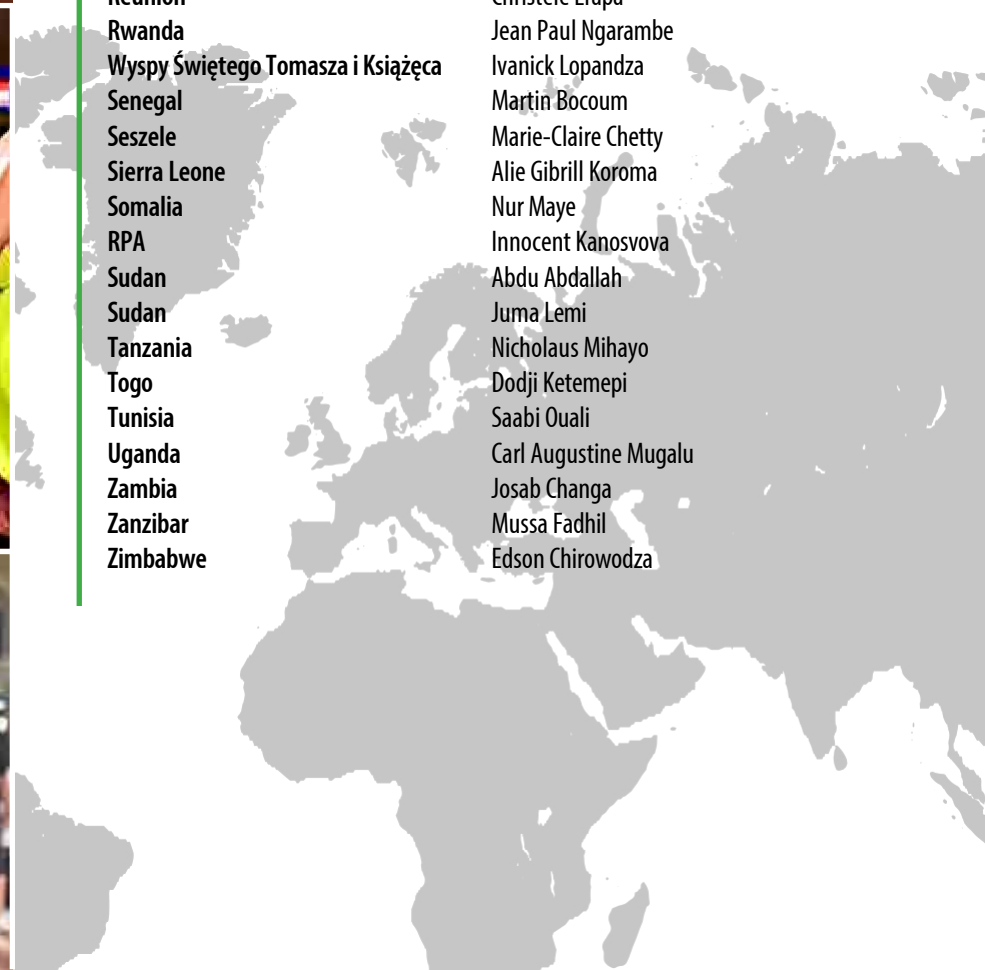 Rwanda Jean Paul Ngarambe
Wyspy Świętego Tomasza i Książęca Ivanick Lopandza
Senegal Martin Bocoum
Seszele Marie-Claire Chetty
Sierra Leone Alie Gibrill Koroma
Somalia Nur Maye
RPA Innocent Kanosvova
Sudan Abdu Abdallah
Sudan Juma Lemi
Tanzania Nicholaus Mihayo
Togo Dodji Ketemepi
Tunisia Saabi Ouali
Uganda Carl Augustine Mugalu
Zambia Josab Changa
Zanzibar Mussa Fadhil
Zimbabwe Edson Chirowodza